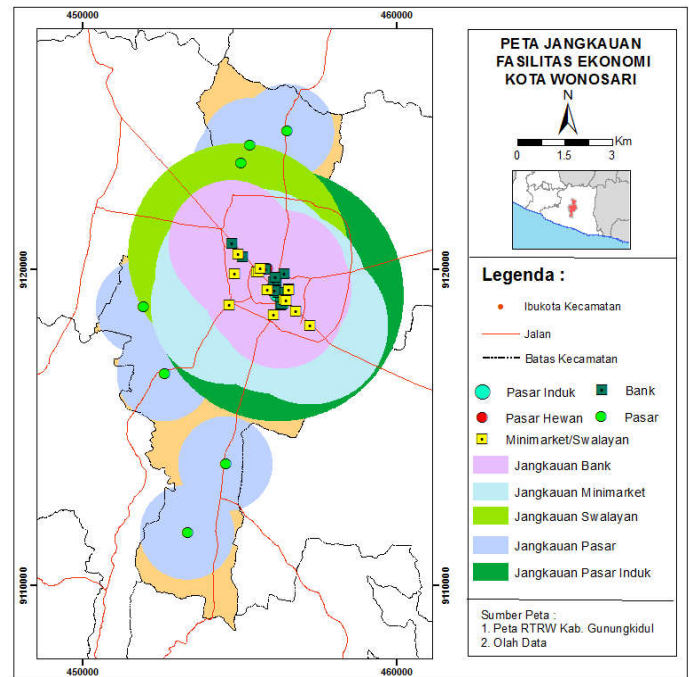 450000
460000
9120000
9120000
9110000
9110000
450000
460000
PETA JANGKAUAN
FASILITAS EKONOMI
KOTA WONOSARI
N
Km
0 1.5 3
Legenda :
Ibukota Kecamatan
Jalan
Batas Kecamatan
Pasar Induk
Bank
Pasar Hewan
Pasar
Minimarket/Swalayan
Jangkauan Bank
Jangkauan Minimarket
Jangkauan Swalayan
Jangkauan Pasar
Jangkauan Pasar Induk
Sumber Peta :
1. Peta RTRW Kab. Gunungkidul
2. Olah Data